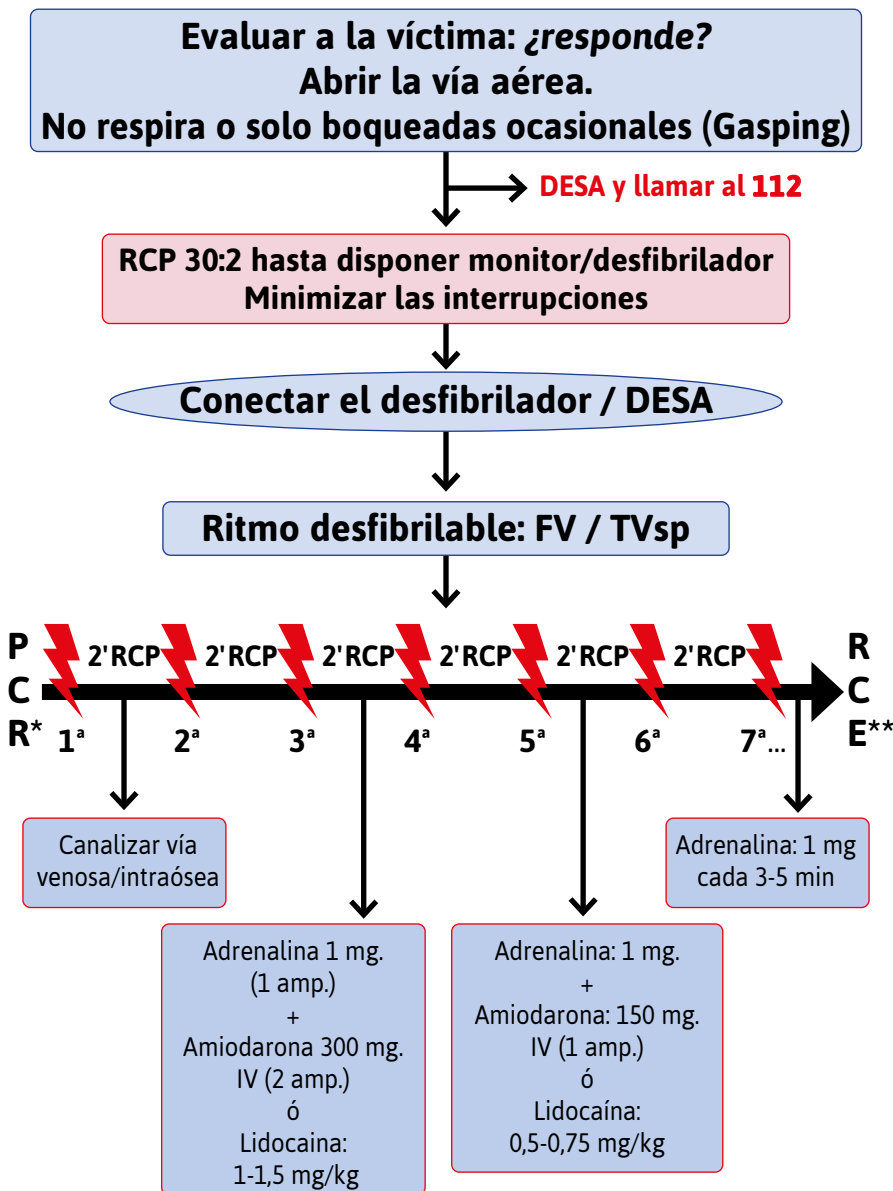 Evaluar a la víctima: ¿responde?
Abrir la vía aérea.
No respira o solo boqueadas ocasionales (Gasping)
DESA y llamar al 112
RCP 30:2 hasta disponer monitor/desfibrilador
Minimizar las interrupciones
Conectar el desfibrilador / DESA
Ritmo desfibrilable: FV / TVsp
P
C
R*
2'RCP 2'RCP 2'RCP 2'RCP 2'RCP 2'RCP
1ª 2ª 3ª 4ª 5ª 6ª 7ª...
R
C
E**
Canalizar vía
venosa/intraósea
Adrenalina 1 mg.
(1 amp.)
+
Amiodarona 300 mg.
IV (2 amp.)
ó
Lidocaina:
1-1,5 mg/kg
Adrenalina: 1 mg.
+
Amiodarona: 150 mg.
IV (1 amp.)
ó
Lidocaína:
0,5-0,75 mg/kg
Adrenalina: 1 mg
cada 3-5 min